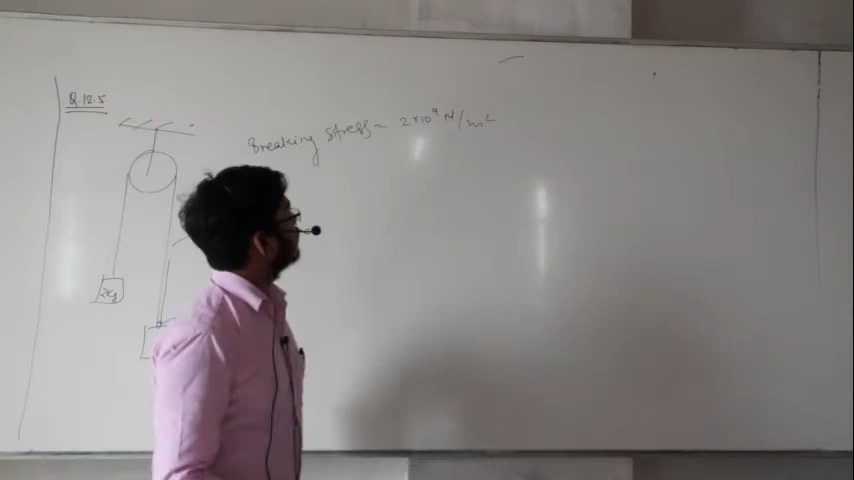 Q.12.5
Breaking stress = 2×10⁹ N/m²
2kg